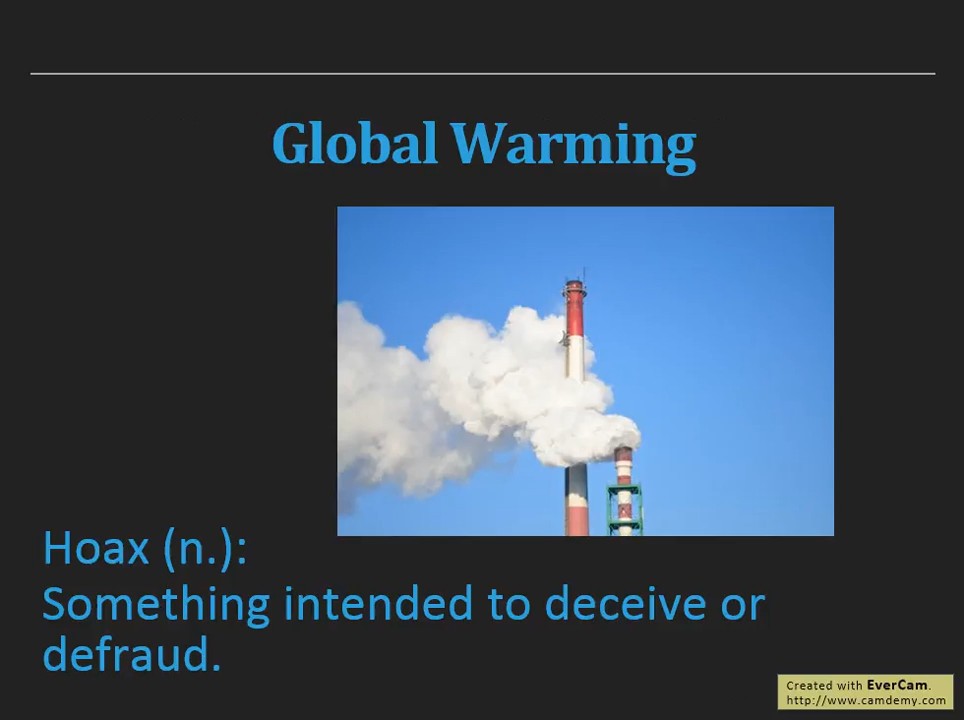 Global Warming
Hoax (n.):
Something intended to deceive or
defraud.
Created with EverCam.
http://www.camdemy.com